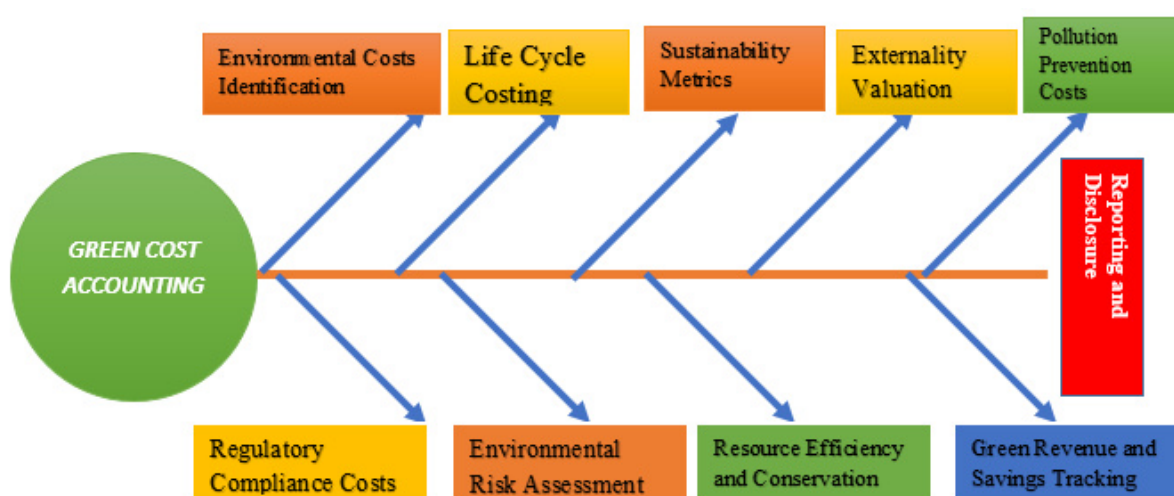 Environmental Costs
Identification
Life Cycle
Costing
Sustainability
Metrics
Externality
Valuation
Pollution
Prevention
Costs
GREEN COST
ACCOUNTING
Reporting and
Disclosure
Regulatory
Compliance Costs
Environmental
Risk Assessment
Resource Efficiency
and Conservation
Green Revenue and
Savings Tracking